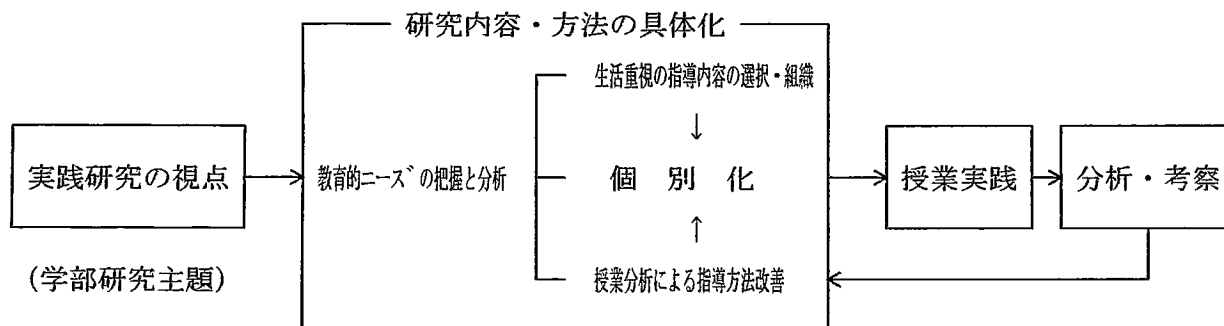 研究内容・方法の具体化
生活重視の指導内容の選択・組織
↓
実践研究の視点
教育的ニーズの把握と分析
個別化
授業実践
分析・考察
↑
(学部研究主題)
授業分析による指導方法改善